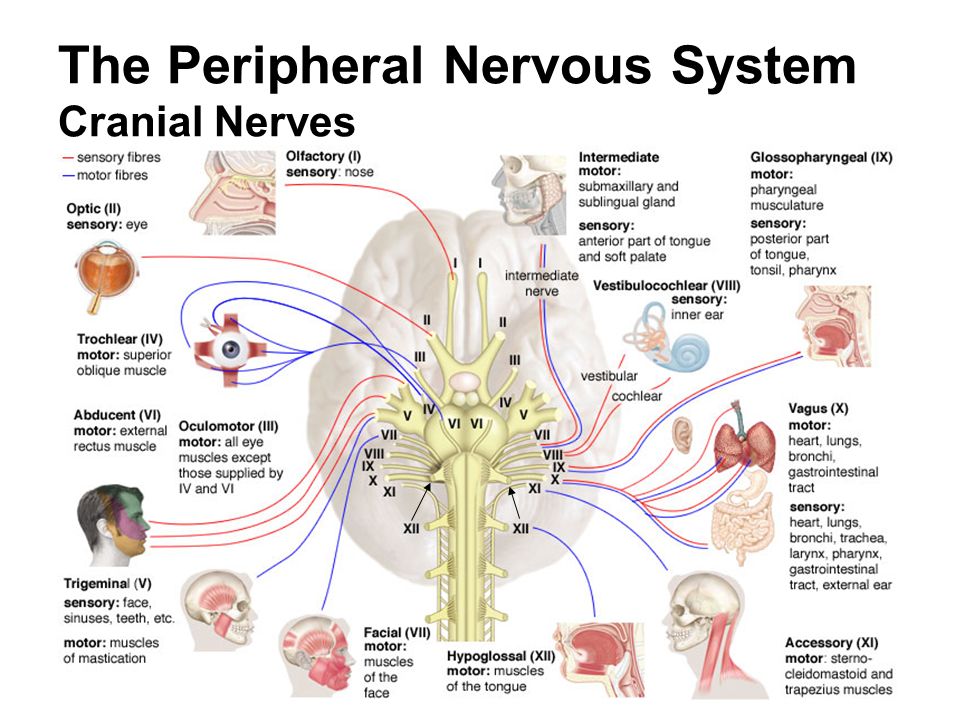 The Peripheral Nervous System
Cranial Nerves
sensory fibres
motor fibres
Olfactory (I)
sensory: nose
Optic (II)
sensory: eye
Intermediate
motor:
submaxillary and
sublingual gland
sensory:
anterior part of tongue
and soft palate
Glossopharyngeal (IX)
motor:
pharyngeal
musculature
sensory:
posterior part
of tongue,
tonsil, pharynx
intermediate
nerve
Vestibulocochlear (VIII)
sensory:
inner ear
vestibular
cochlear
Trochlear (IV)
motor: superior
oblique muscle
Abducent (VI)
motor: external
rectus muscle
Oculomotor (III)
motor: all eye
muscles except
those supplied by
IV and VI
Vagus (X)
motor:
heart, lungs,
bronchi,
gastrointestinal
tract
sensory:
heart, lungs,
bronchi, trachea,
larynx, pharynx,
gastrointestinal
tract, external ear
I I
II II
III III
IV IV
V V
VI VI
VII VII
VIII VIII
IX IX
X X
XI XI
XII XII
Trigeminal (V)
sensory: face,
sinuses, teeth, etc.
motor: muscles
of mastication
Facial (VII)
motor:
muscles
of the
face
Hypoglossal (XII)
motor: muscles
of the tongue
Accessory (XI)
motor: sterno-
cleidomastoid and
trapezius muscles